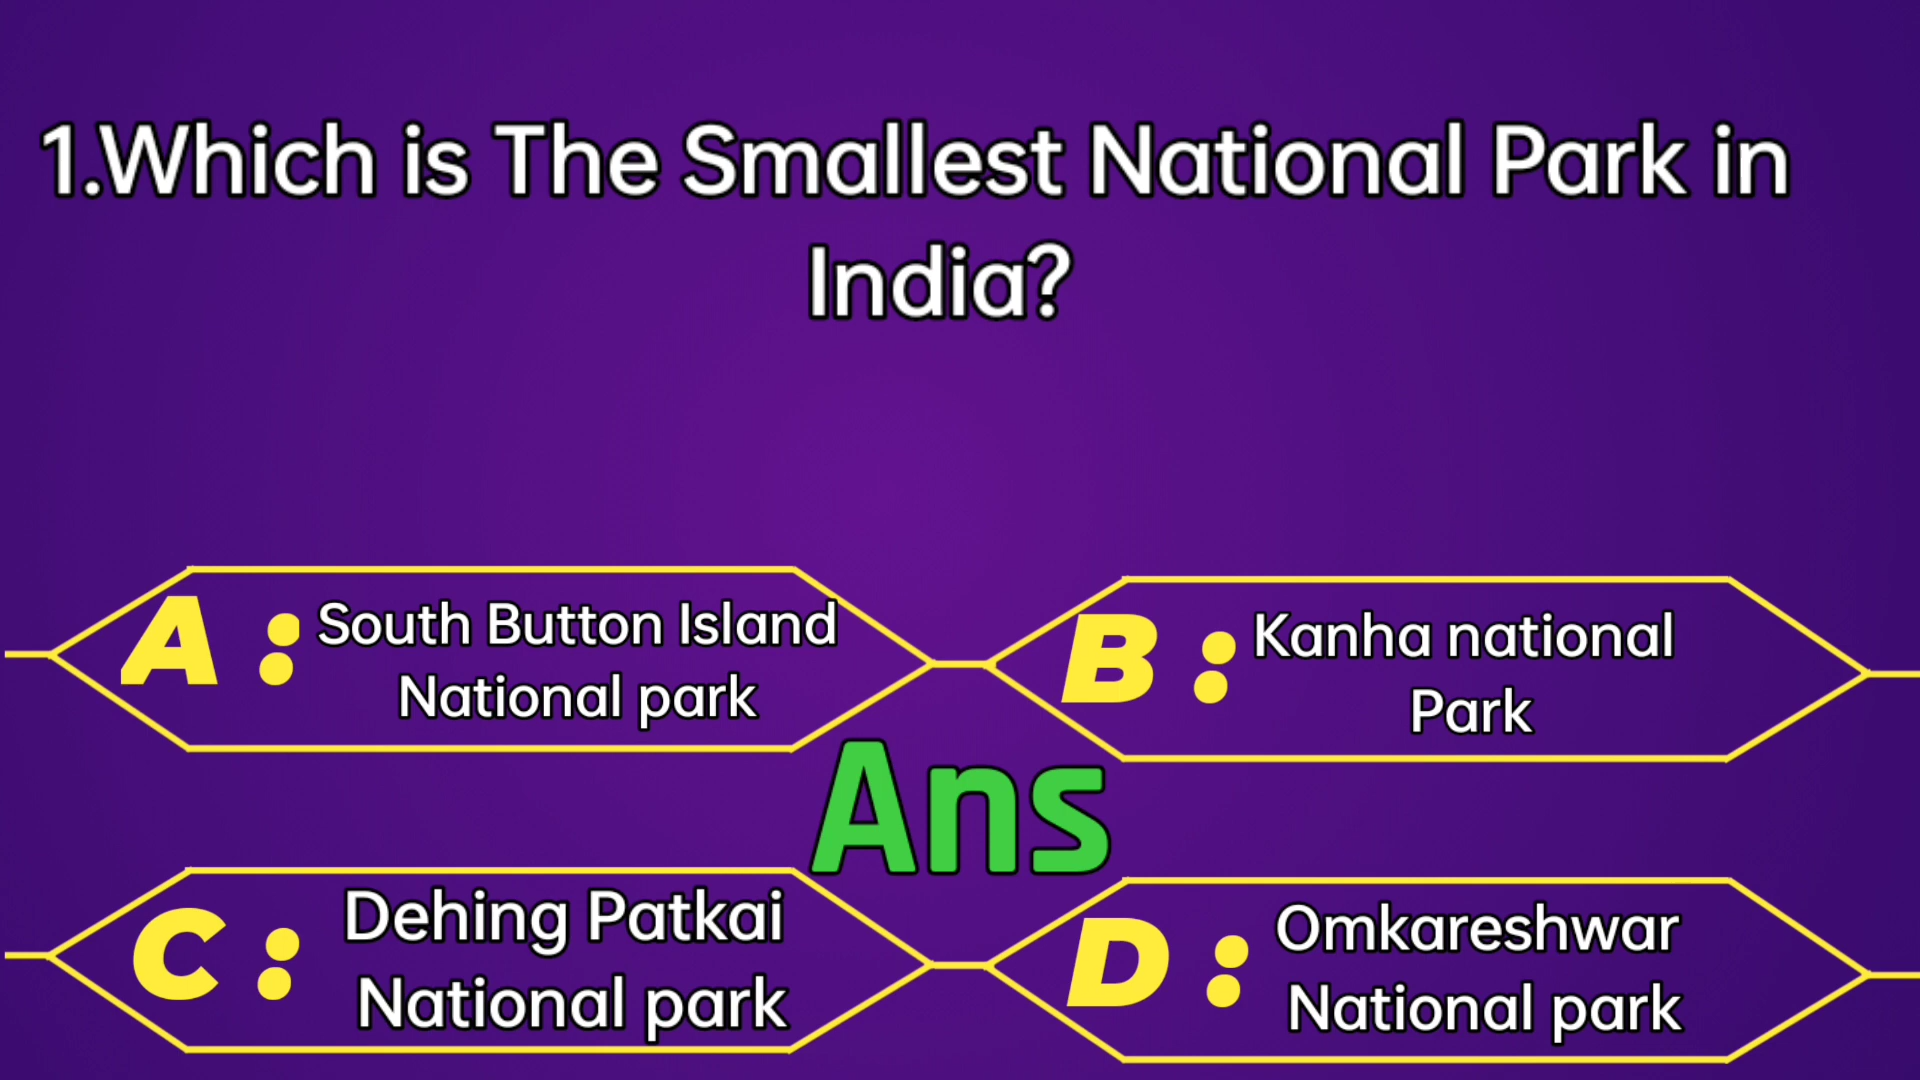 1.Which is The Smallest National Park in
India?
A : South Button Island
National park
B : Kanha national
Park
Ans
C : Dehing Patkai
National park
D : Omkareshwar
National park